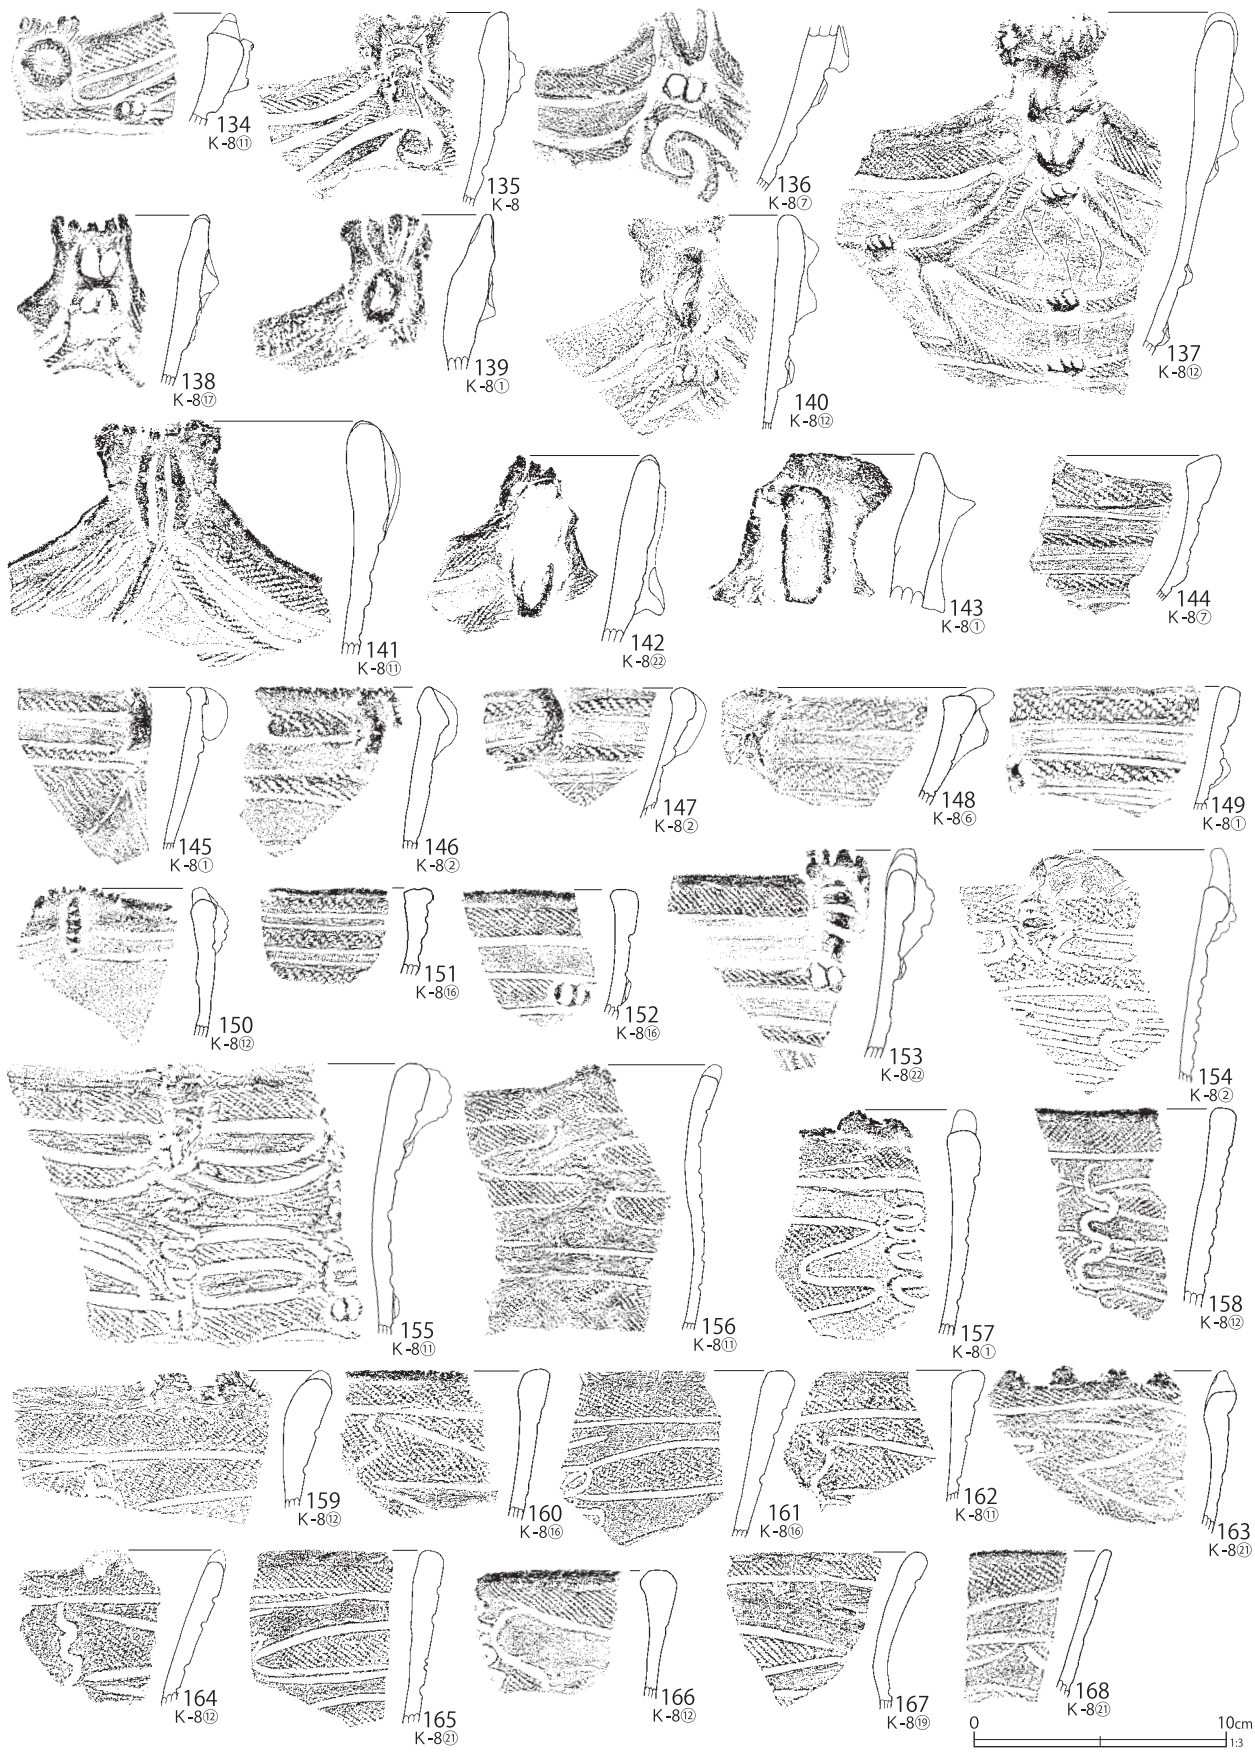 134
K-8⑪
135
K-8
136
K-8⑦
137
K-8⑫
138
K-8⑰
139
K-8①
140
K-8⑫
141
K-8⑪
142
K-8㉒
143
K-8①
144
K-8⑦
145
K-8①
146
K-8②
147
K-8②
148
K-8⑥
149
K-8①
150
K-8⑫
151
K-8⑯
152
K-8⑯
153
K-8㉒
154
K-8②
155
K-8⑪
156
K-8⑪
157
K-8①
158
K-8⑫
159
K-8⑫
160
K-8⑯
161
K-8⑯
162
K-8⑪
163
K-8㉑
164
K-8⑫
165
K-8㉑
166
K-8⑫
167
K-8⑲
168
K-8㉑
0 10cm
1:3